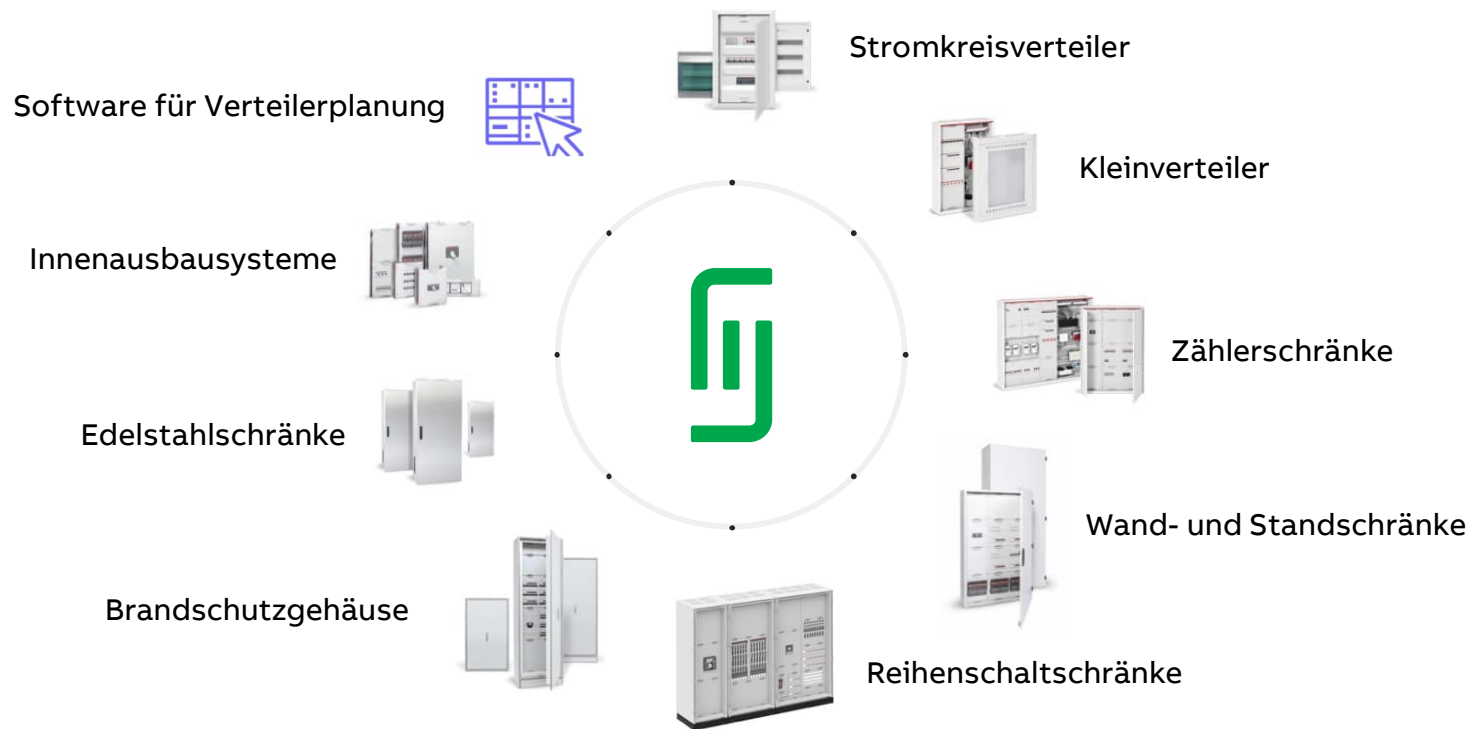 Stromkreisverteiler
Software für Verteilerplanung
Kleinverteiler
Innenausbausysteme
Zählerschränke
Edelstahlschränke
Wand- und Standschränke
Brandschutzgehäuse
Reihenschaltschränke